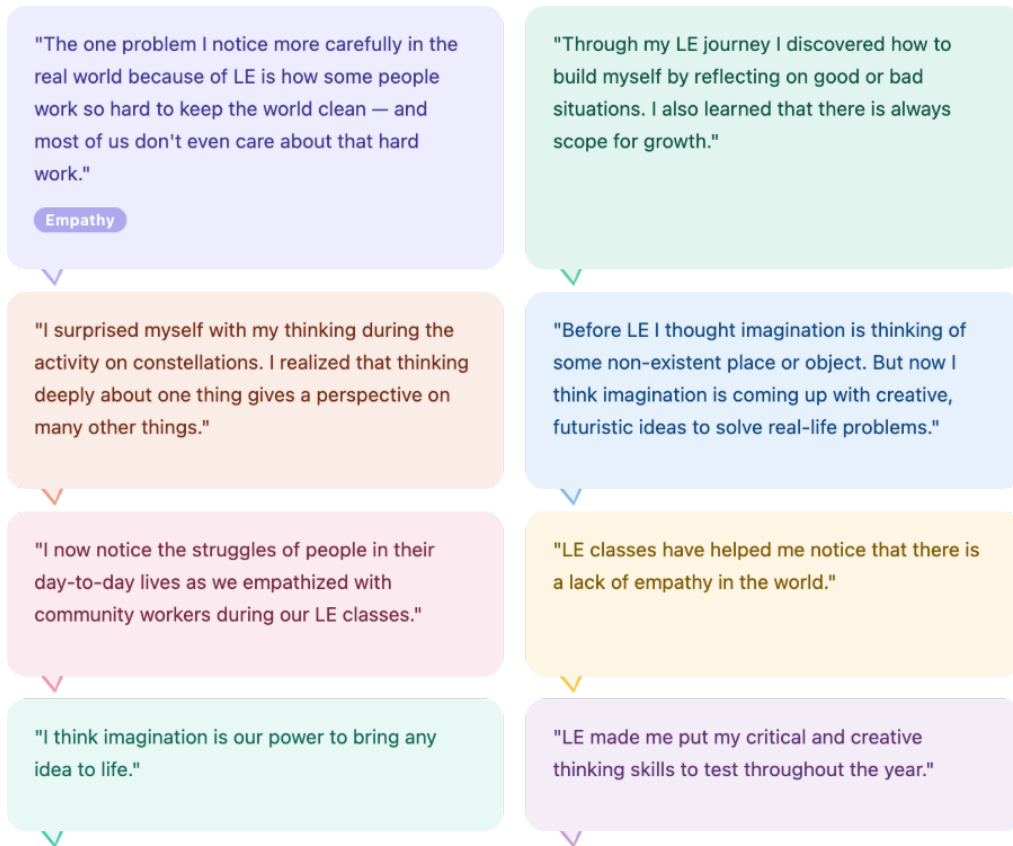 "The one problem I notice more carefully in the
real world because of LE is how some people
work so hard to keep the world clean — and
most of us don't even care about that hard
work."
Empathy
"Through my LE journey I discovered how to
build myself by reflecting on good or bad
situations. I also learned that there is always
scope for growth."
"I surprised myself with my thinking during the
activity on constellations. I realized that thinking
deeply about one thing gives a perspective on
many other things."
"Before LE I thought imagination is thinking of
some non-existent place or object. But now I
think imagination is coming up with creative,
futuristic ideas to solve real-life problems."
"I now notice the struggles of people in their
day-to-day lives as we empathized with
community workers during our LE classes."
"LE classes have helped me notice that there is
a lack of empathy in the world."
"I think imagination is our power to bring any
idea to life."
"LE made me put my critical and creative
thinking skills to test throughout the year."